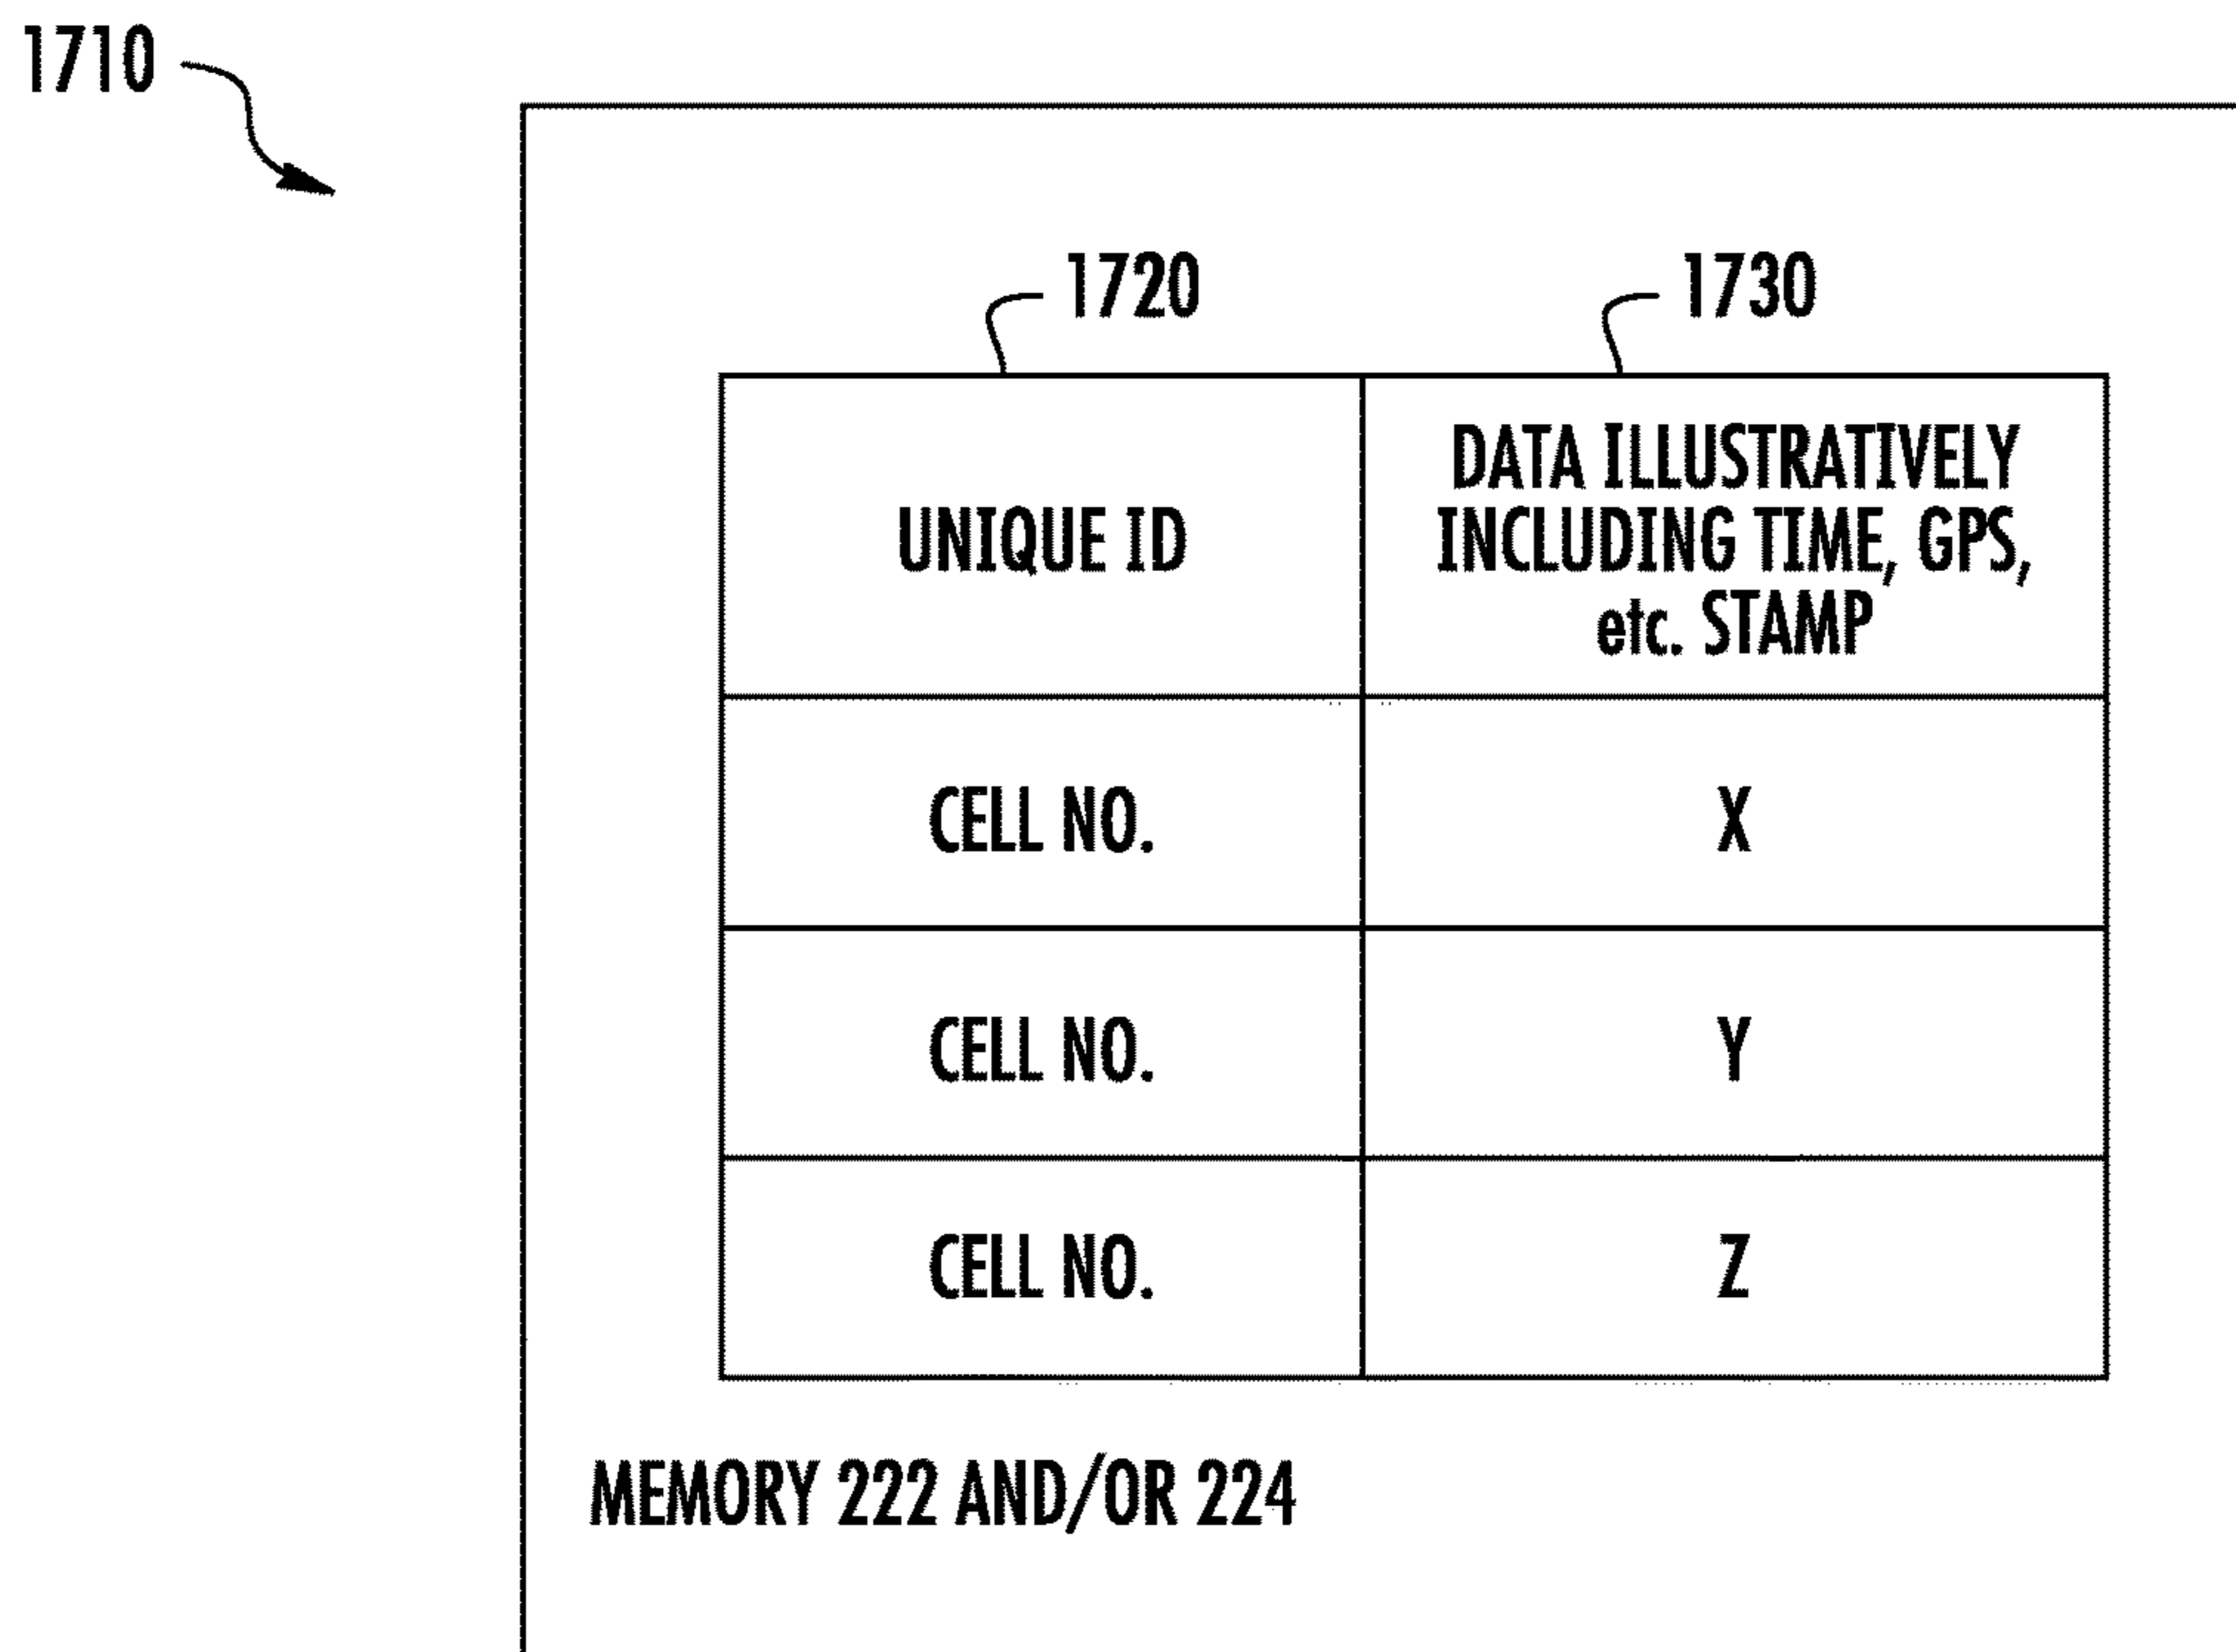 1710
1720
1730
UNIQUE ID
DATA ILLUSTRATIVELY
INCLUDING TIME, GPS,
etc. STAMP
CELL NO.
X
CELL NO.
Y
CELL NO.
Z
MEMORY 222 AND/OR 224